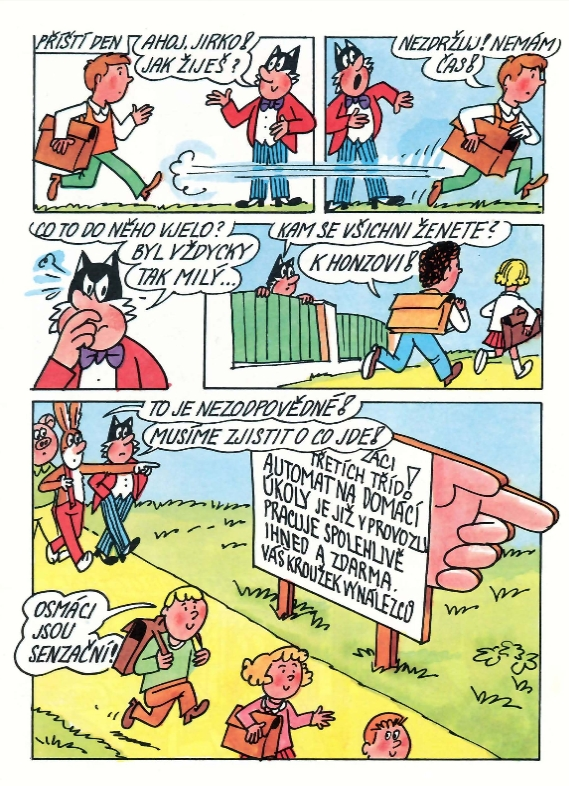 PŘÍŠTÍ DEN
AHOJ, JIRKO!
JAK ŽIJEŠ?
NEZDRŽUJ! NEMÁM
ČAS!
CO TO DO NĚHO VJELO?
BYL VŽDYCKY
TAK MILÝ...
KAM SE VŠICHNI ŽENETE?
K HONZOVI!
TO JE NEZODPOVĚDNÉ!
MUSÍME ZJISTIT O CO JDE!
ŽÁCI
TŘETÍCH TŘÍD!
AUTOMAT NA DOMÁCÍ
ÚKOLY JE JIŽ V PROVOZU
PRACUJE SPOLEHLIVĚ
IHNED A ZDARMA.
VÁŠ KROUŽEK VYNÁLEZCŮ
OSMÁCI
JSOU
SENZAČNÍ!